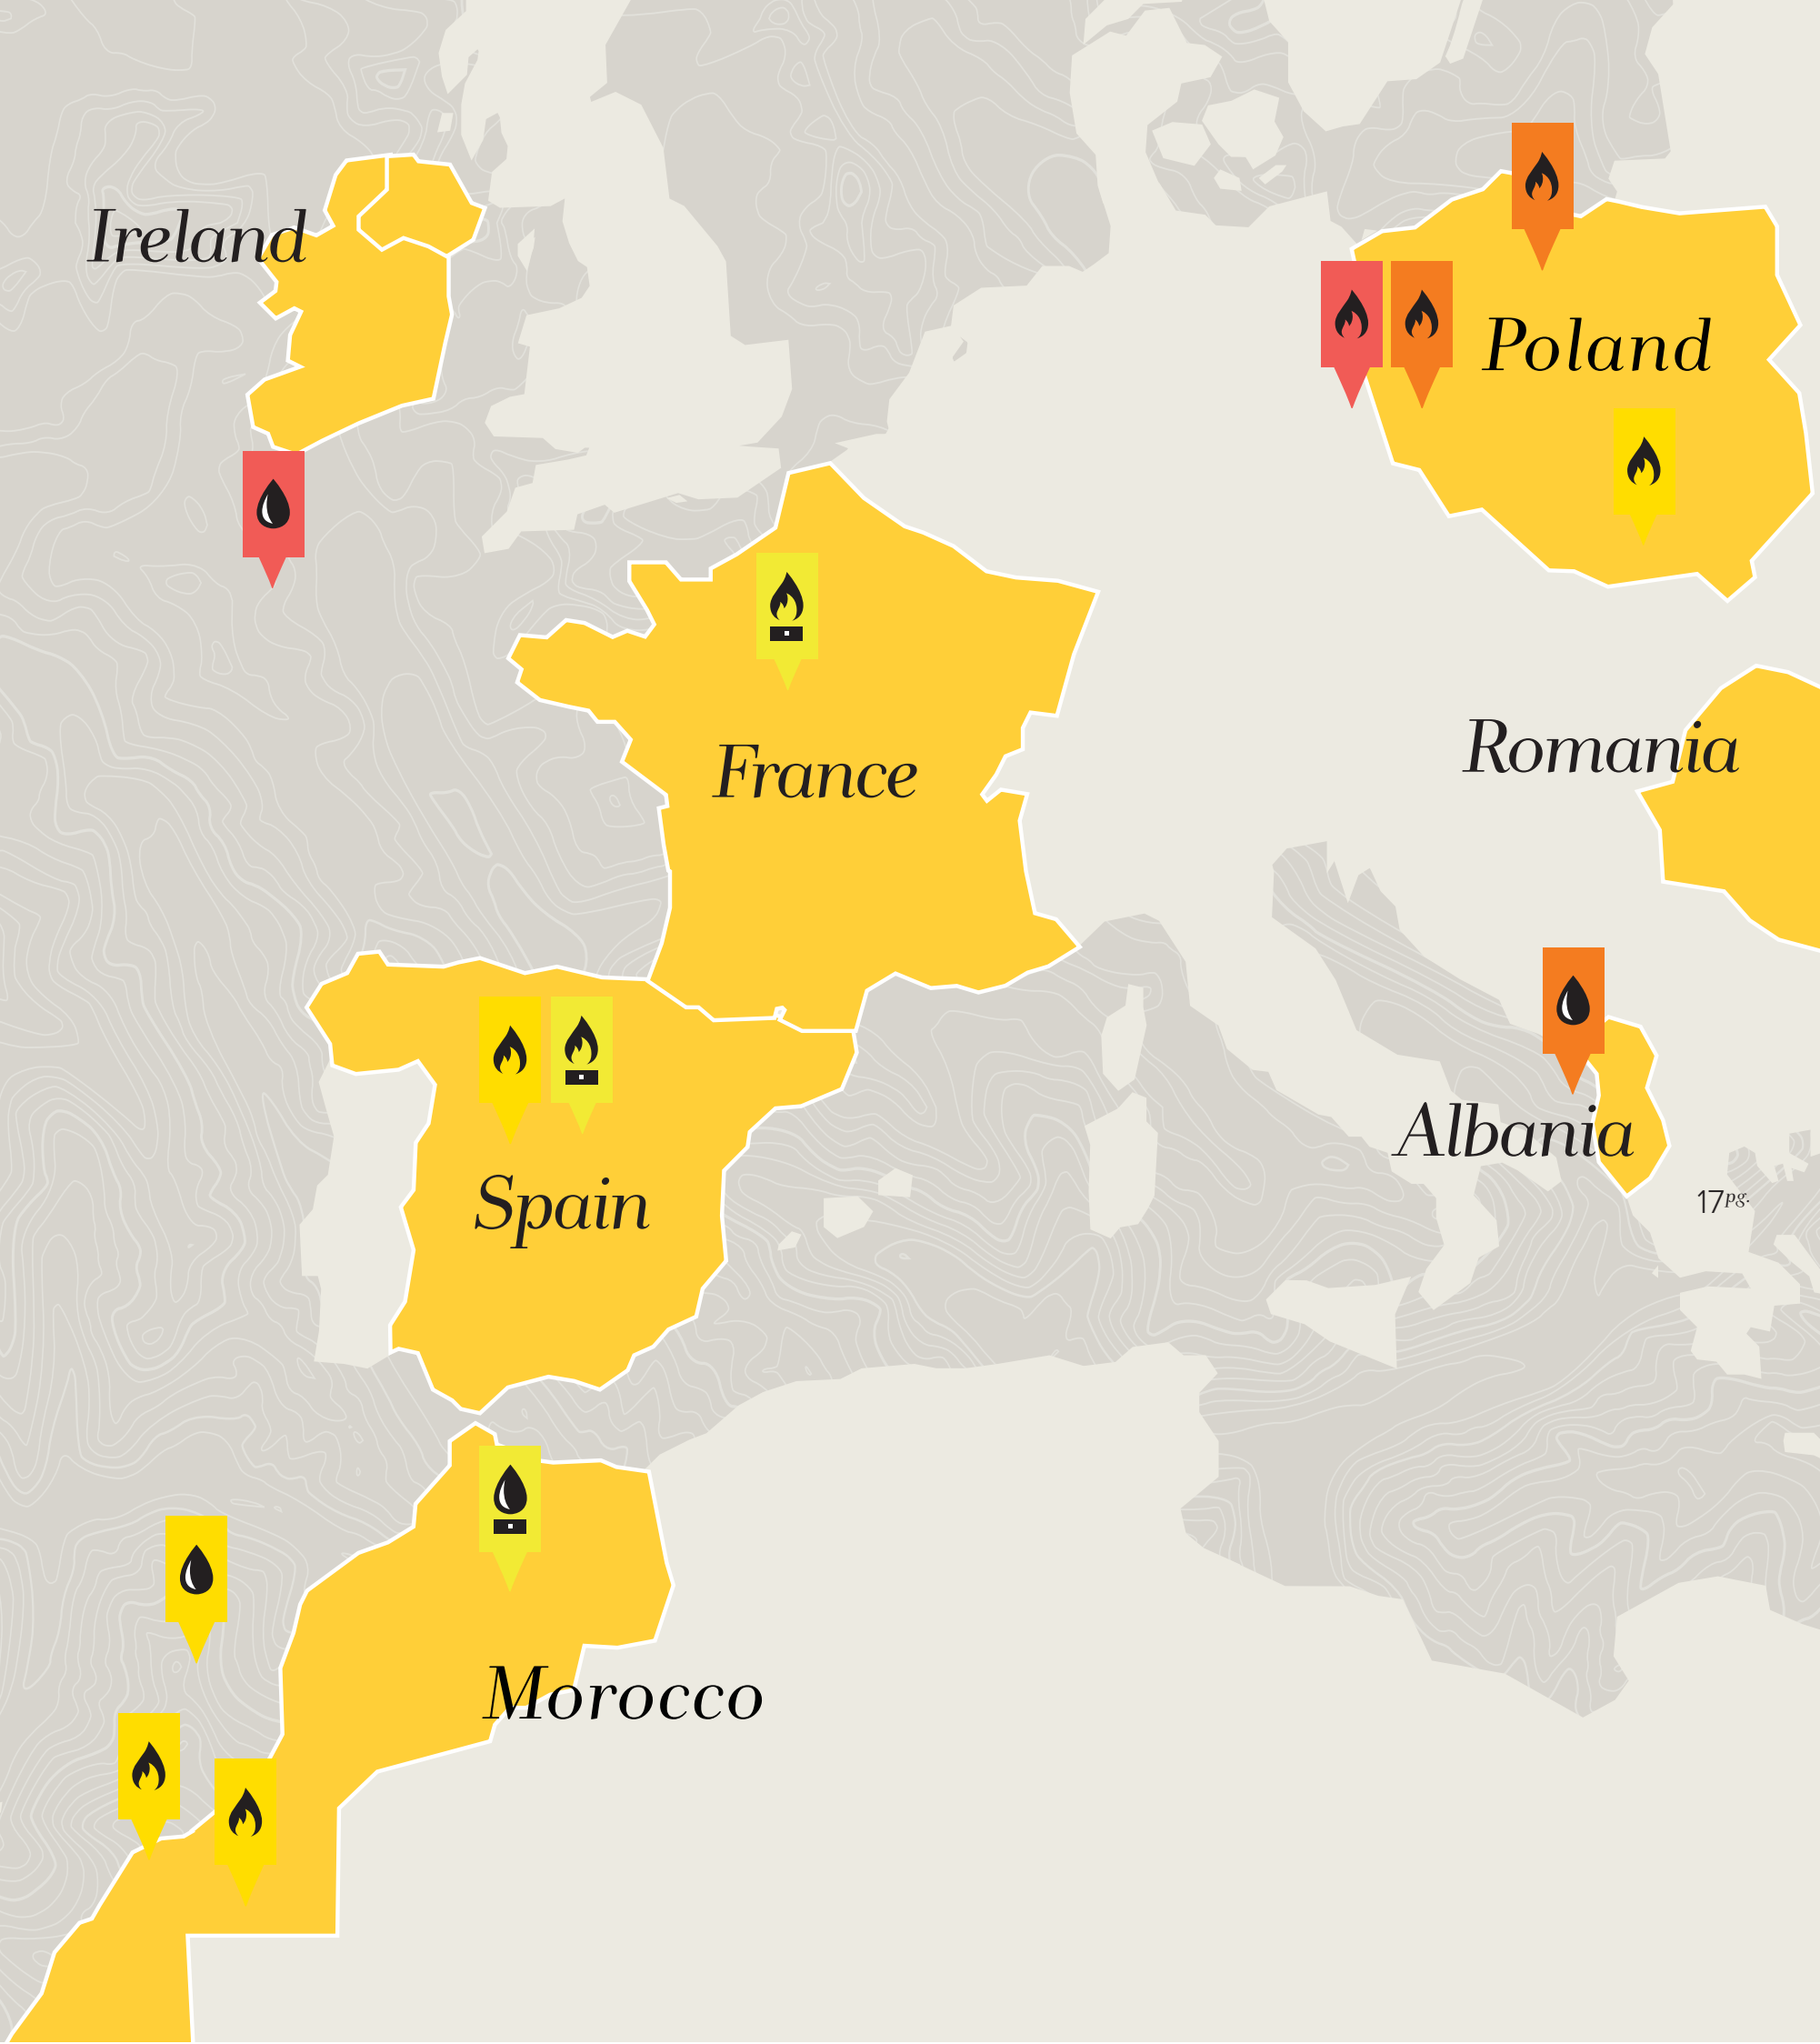 Ireland
Poland
France
Romania
Albania
Spain
17pg.
Morocco